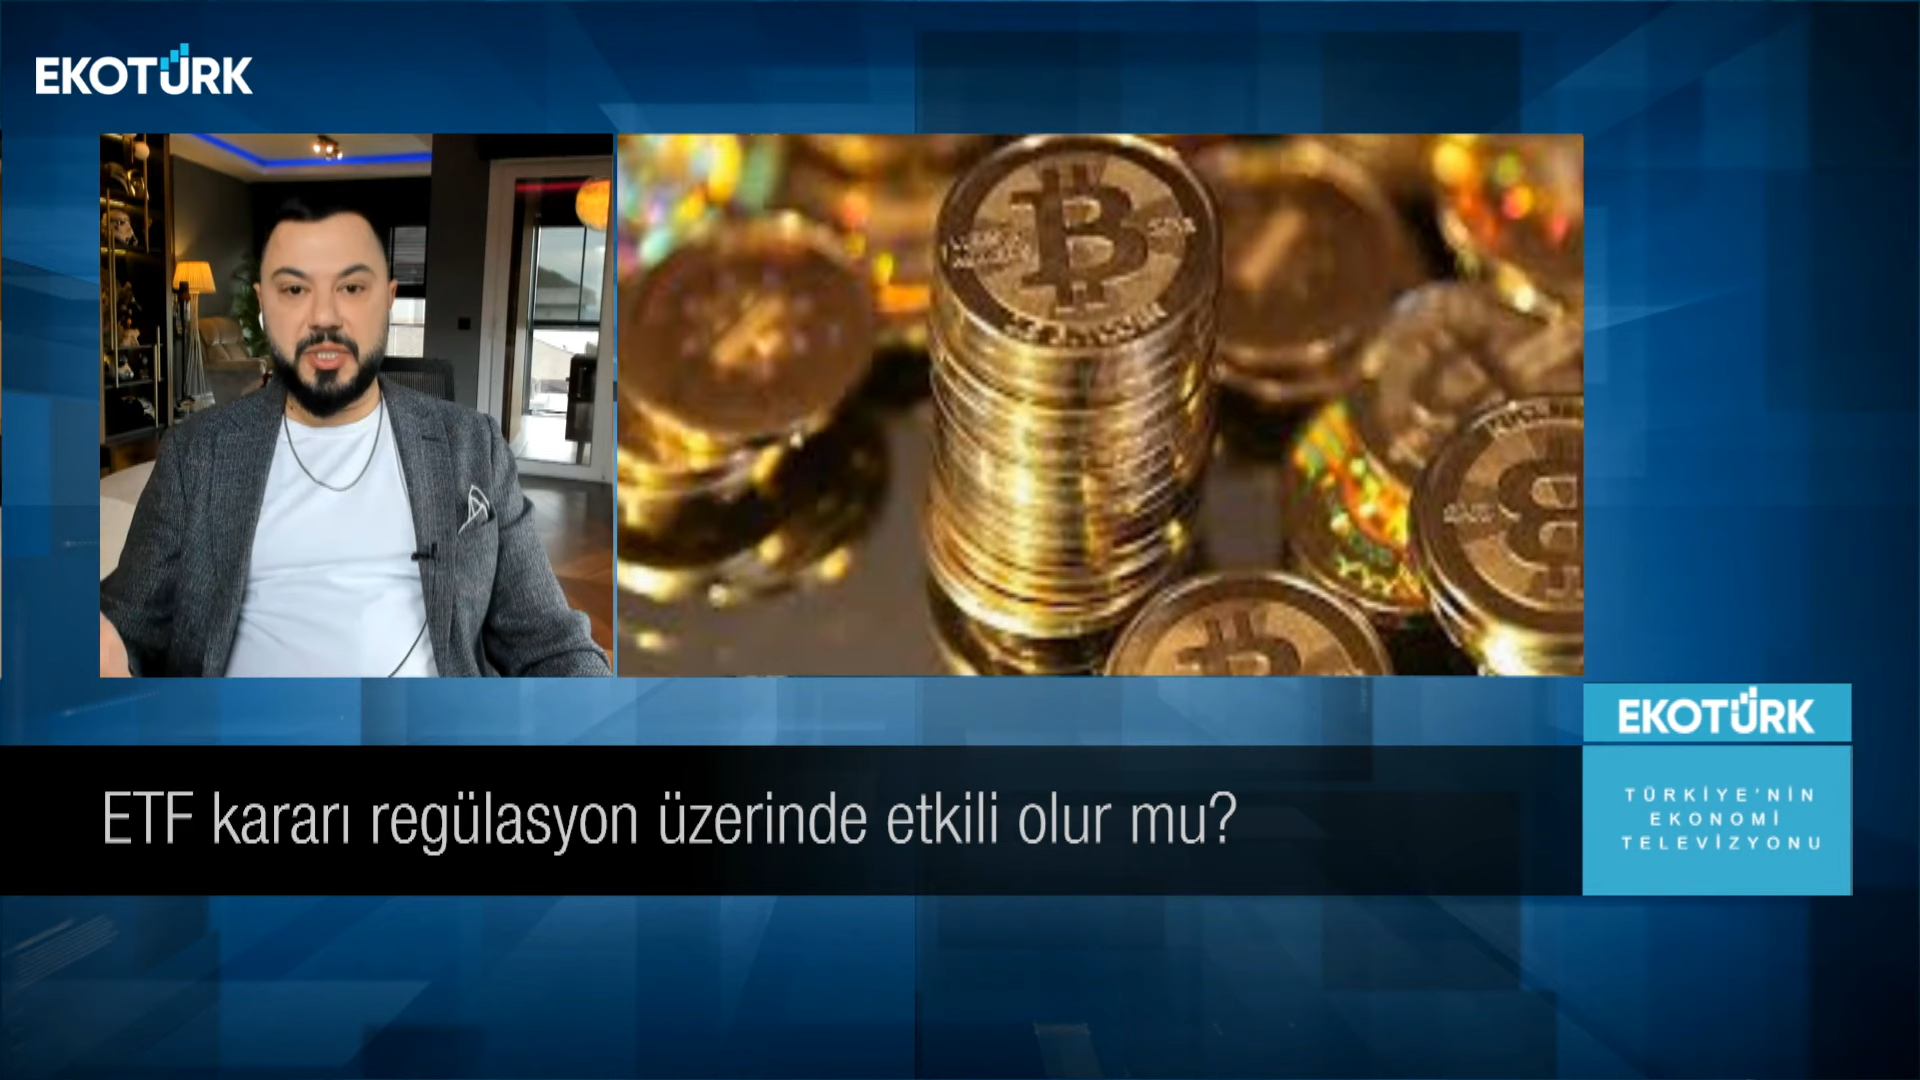 EKOTÜRK
B
ETF kararı regülasyon üzerinde etkili olur mu?
EKOTÜRK
TÜRKİYE'NİN
EKONOMİ
TELEVİZYONU